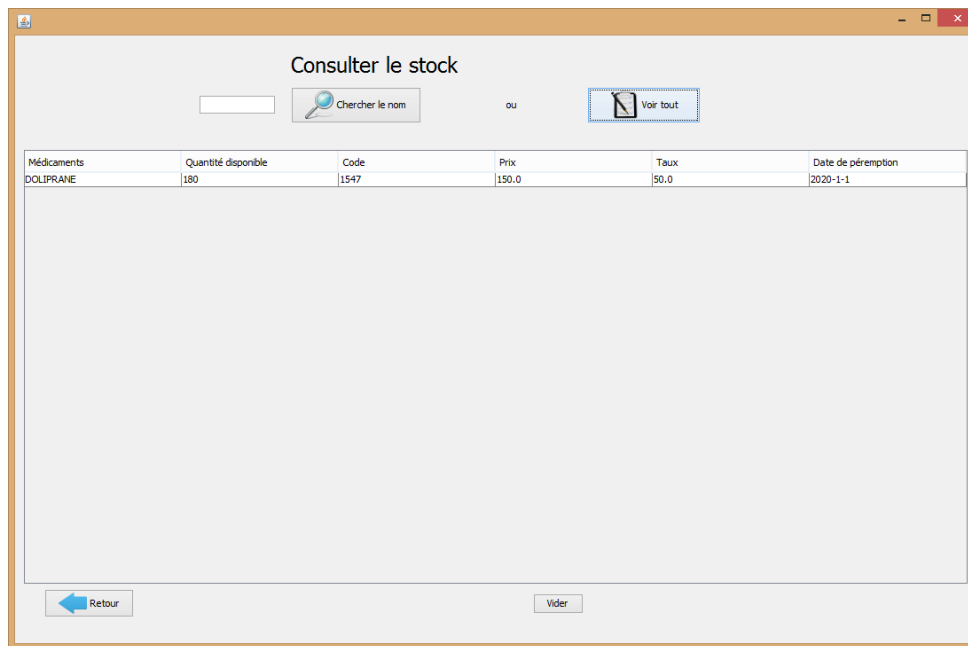 Consulter le stock
Chercher le nom ou Voir tout
Médicaments Quantité disponible Code Prix Taux Date de péremption
DOLIPRANE 180 1547 150.0 50.0 2020-1-1
Retour Vider